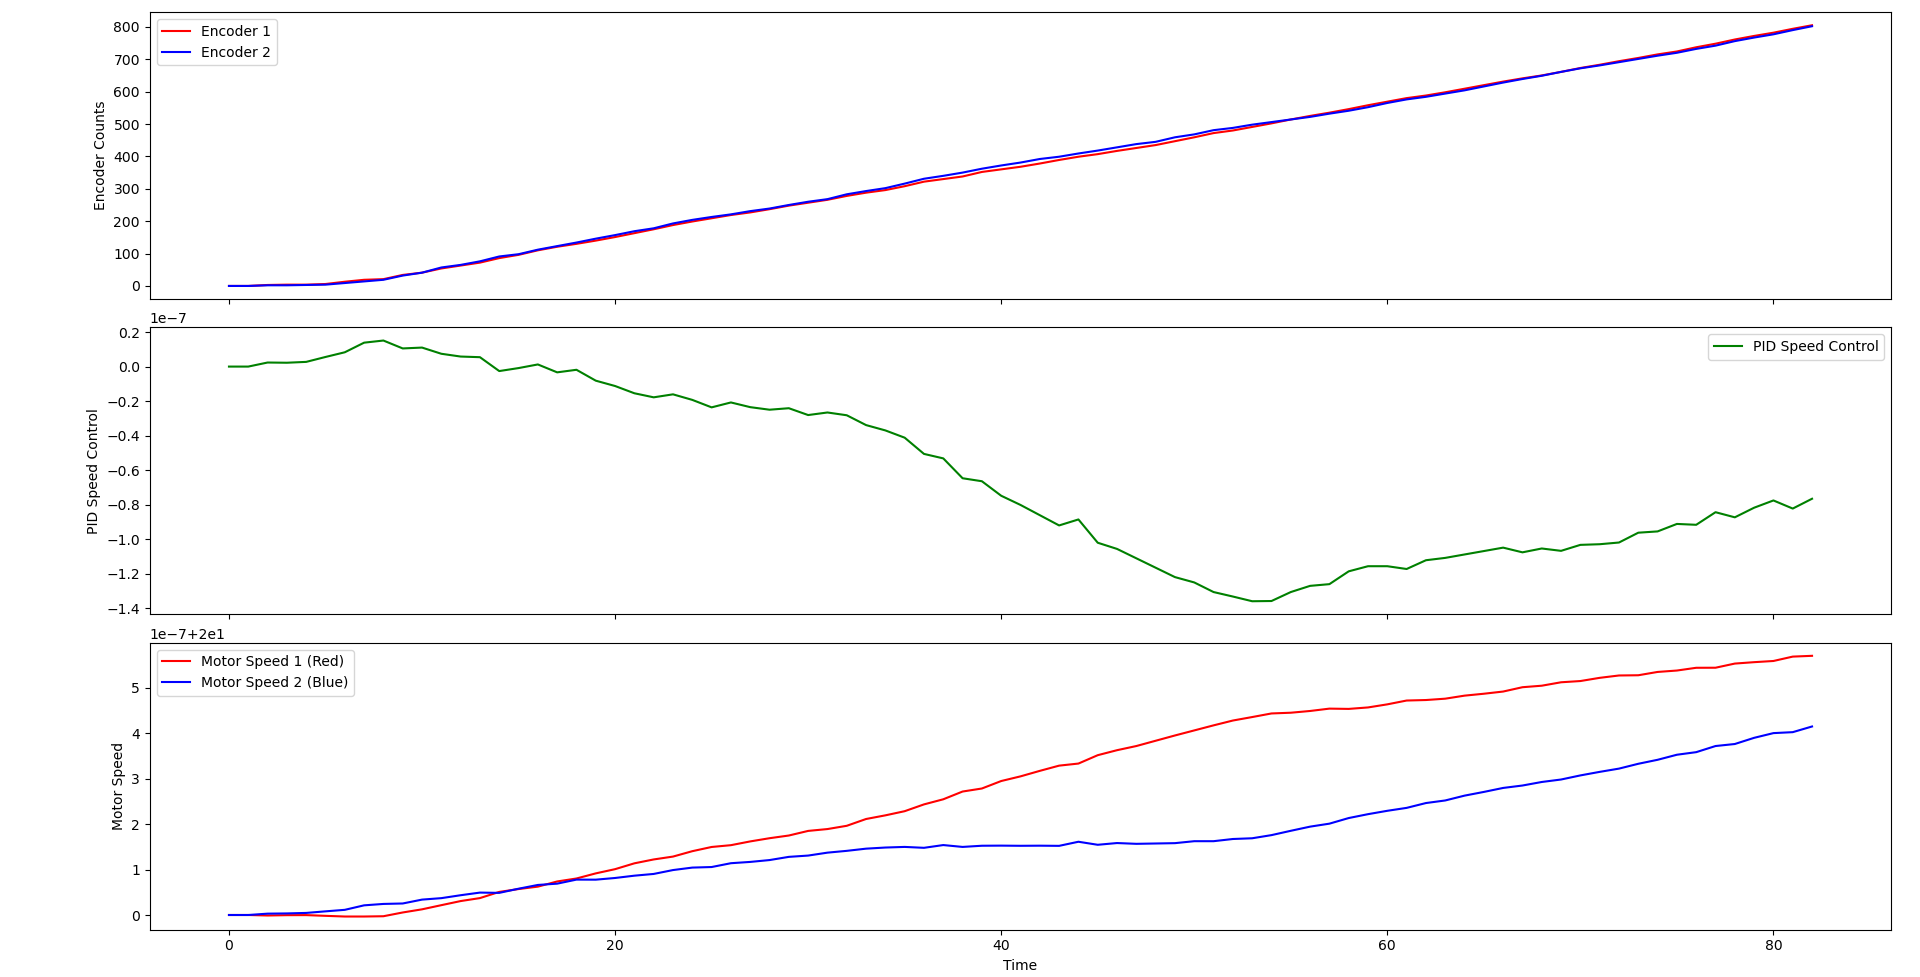 800
700
600
500
400
300
200
100
0
Encoder Counts
Encoder 1
Encoder 2
1e−7
0.2
0.0
−0.2
−0.4
−0.6
−0.8
−1.0
−1.2
−1.4
PID Speed Control
PID Speed Control
1e−7+2e1
5
4
3
2
1
0
Motor Speed
Motor Speed 1 (Red)
Motor Speed 2 (Blue)
0 20 40 60 80
Time